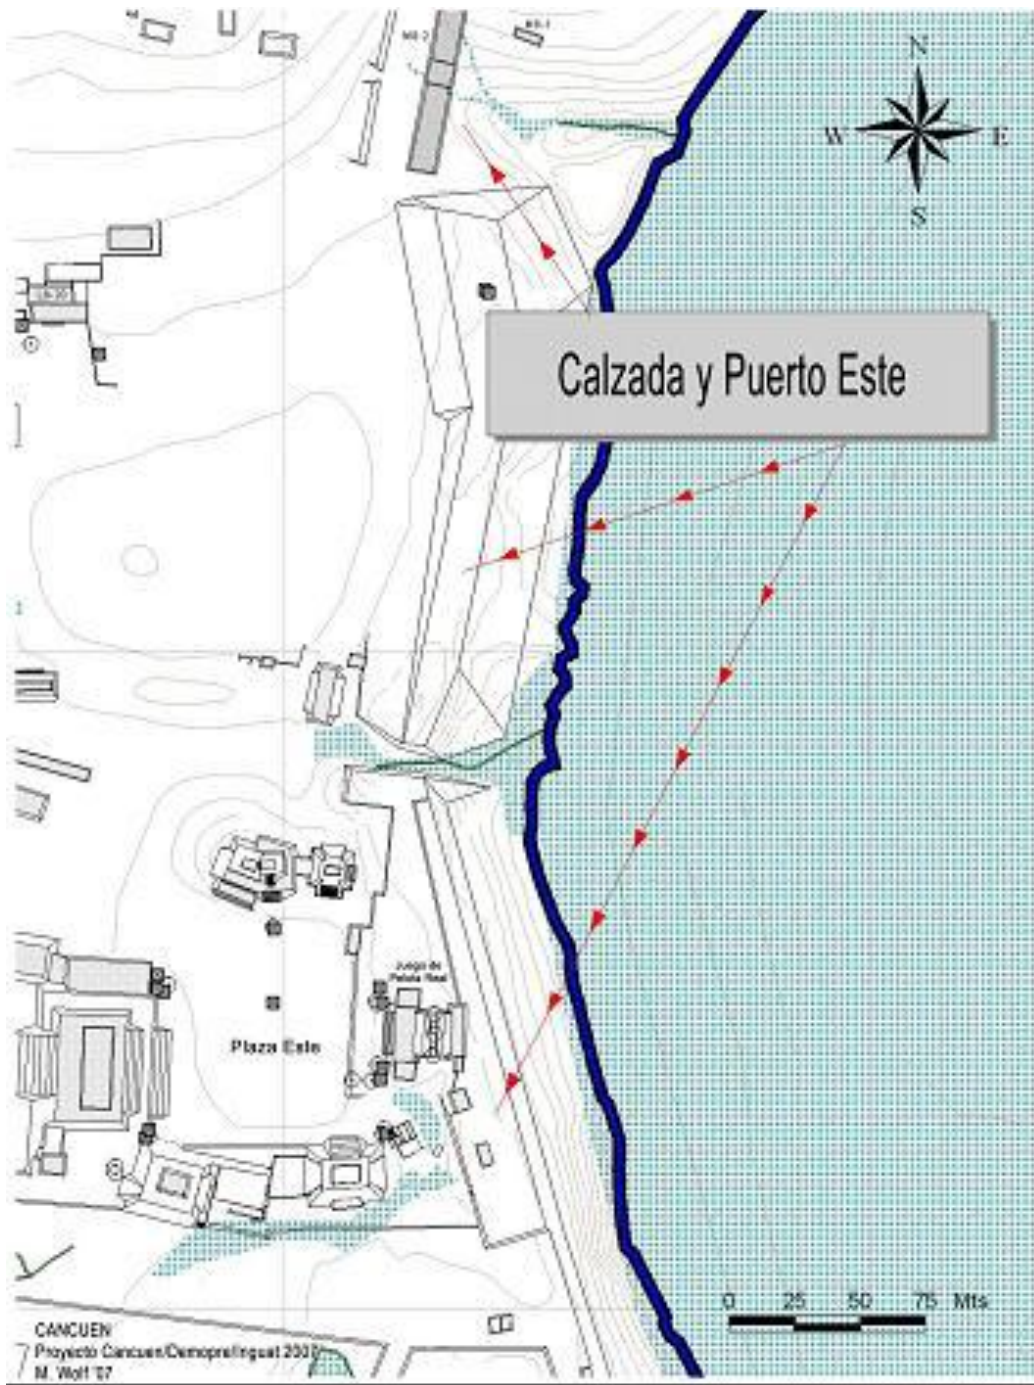 N
W E
S
Calzada y Puerto Este
Juego de
Pelota Real
Plaza Este
0 25 50 75 Mts
CANCUEN
M. Wolf '07